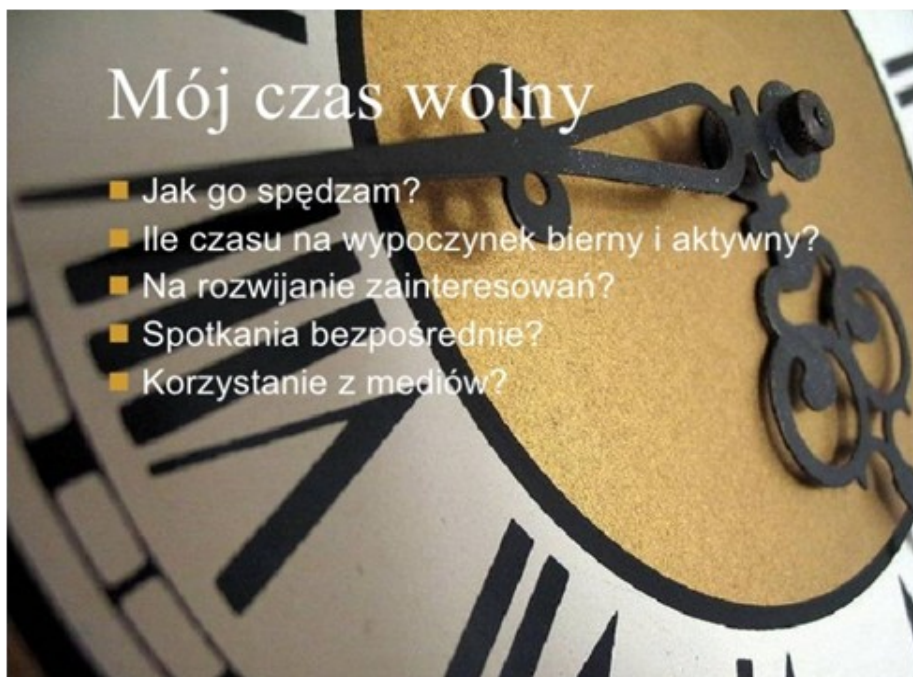 Mój czas wolny
Jak go spędzam?
Ile czasu na wypoczynek bierny i aktywny?
Na rozwijanie zainteresowań?
Spotkania bezpośrednie?
Korzystanie z mediów?